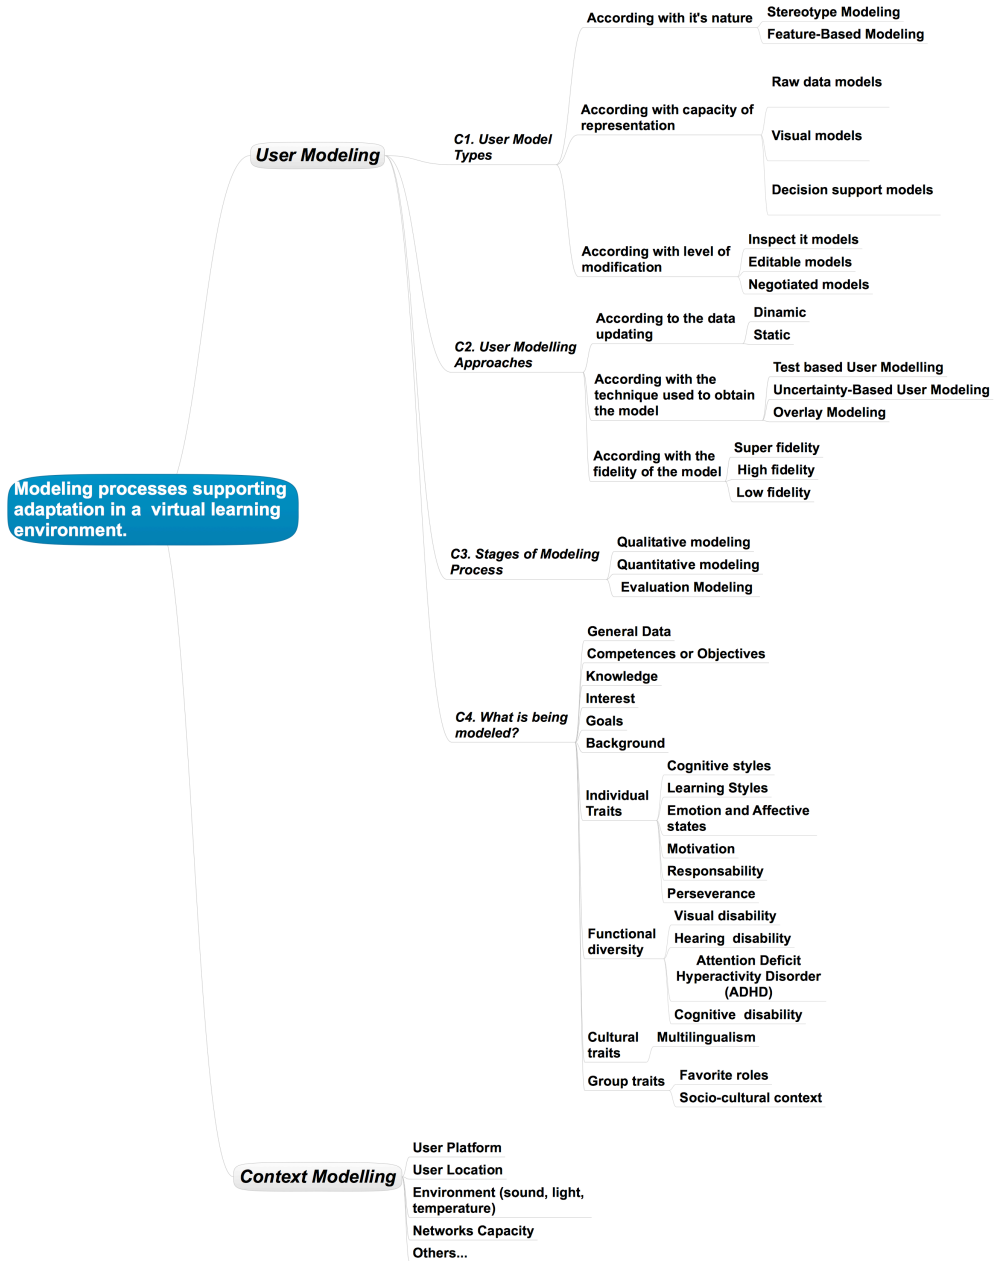 According with it's nature
Stereotype Modeling
Feature-Based Modeling
Raw data models
According with capacity of
representation
Visual models
Decision support models
User Modeling
C1. User Model
Types
According with level of
modification
Inspect it models
Editable models
Negotiated models
According to the data
updating
Dinamic
Static
C2. User Modelling
Approaches
According with the
technique used to obtain
the model
Test based User Modelling
Uncertainty-Based User Modeling
Overlay Modeling
According with the
fidelity of the model
Super fidelity
High fidelity
Low fidelity
Modeling processes supporting
adaptation in a  virtual learning
environment.
C3. Stages of Modeling
Process
Qualitative modeling
Quantitative modeling
Evaluation Modeling
C4. What is being
modeled?
General Data
Competences or Objectives
Knowledge
Interest
Goals
Background
Individual
Traits
Cognitive styles
Learning Styles
Emotion and Affective
states
Motivation
Responsability
Perseverance
Functional
diversity
Visual disability
Hearing  disability
Attention Deficit
Hyperactivity Disorder
(ADHD)
Cognitive  disability
Cultural
traits
Multilingualism
Group traits
Favorite roles
Socio-cultural context
Context Modelling
User Platform
User Location
Environment (sound, light,
temperature)
Networks Capacity
Others...